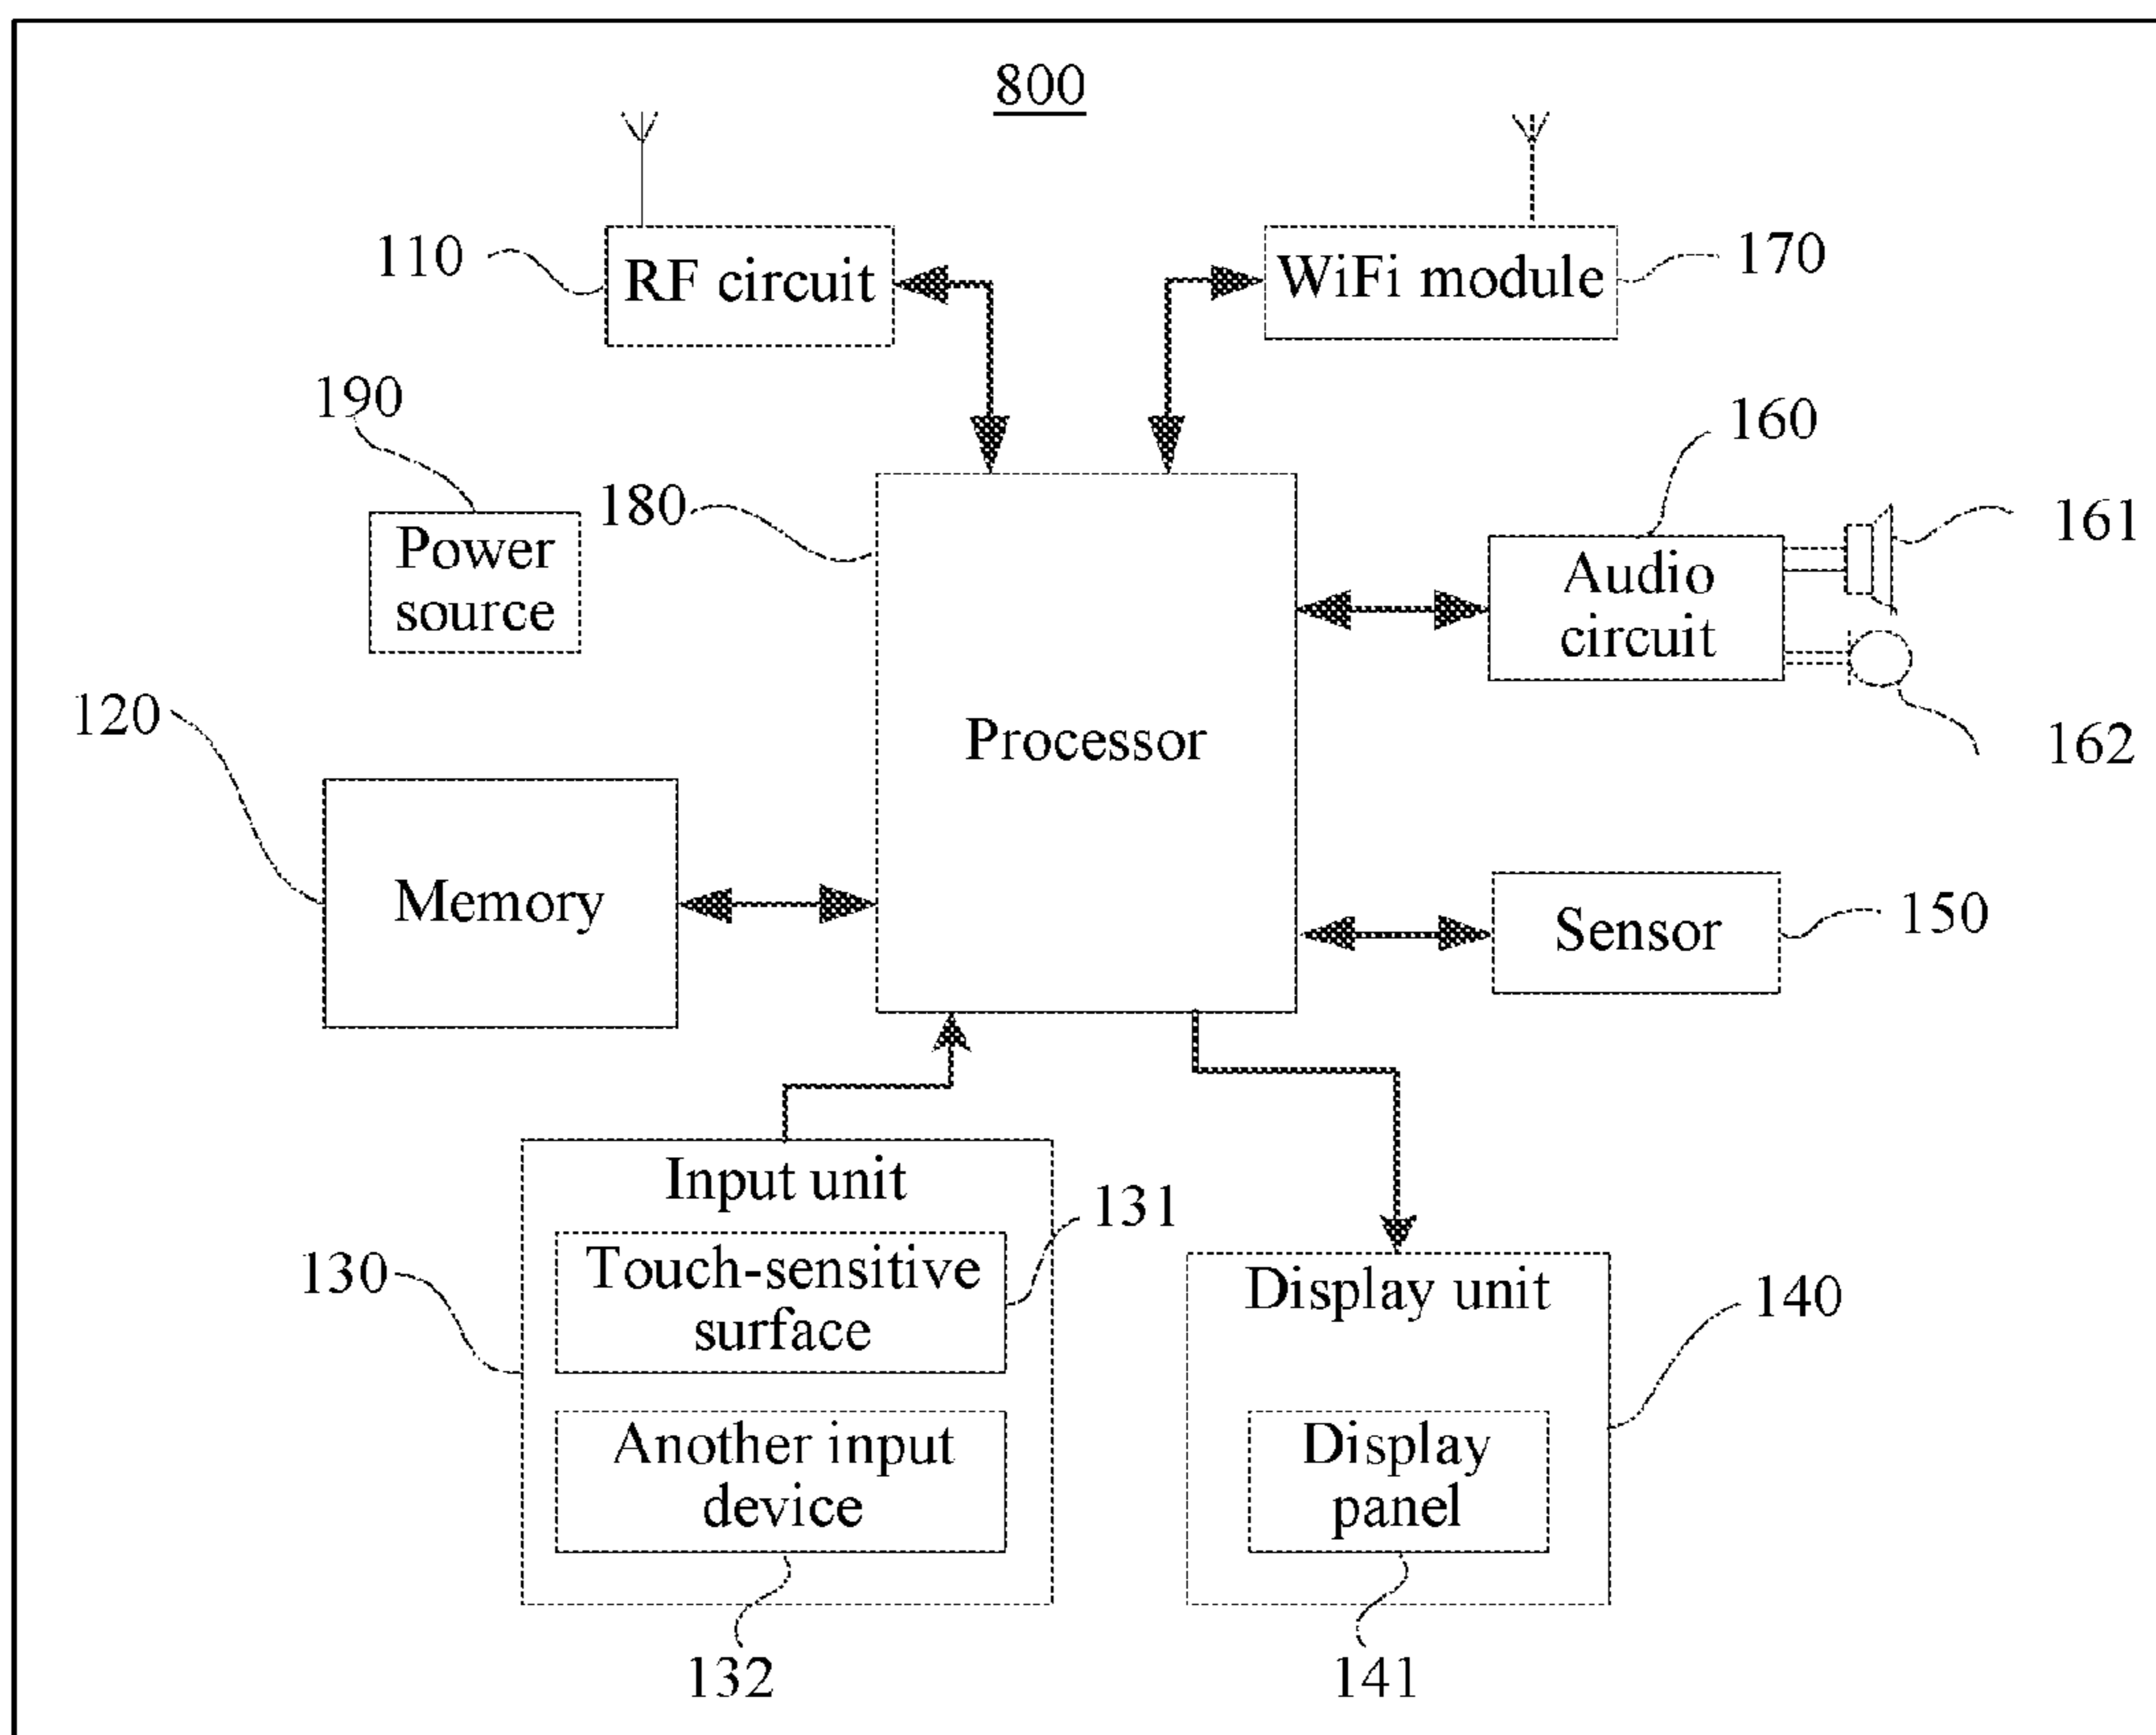 800
110
RF circuit
WiFi module
170
190
160
180
Power
source
161
Audio
circuit
120
Processor
162
Memory
Sensor
150
Input unit
131
130
Touch-sensitive
surface
Display unit
140
Another input
device
Display
panel
132
141